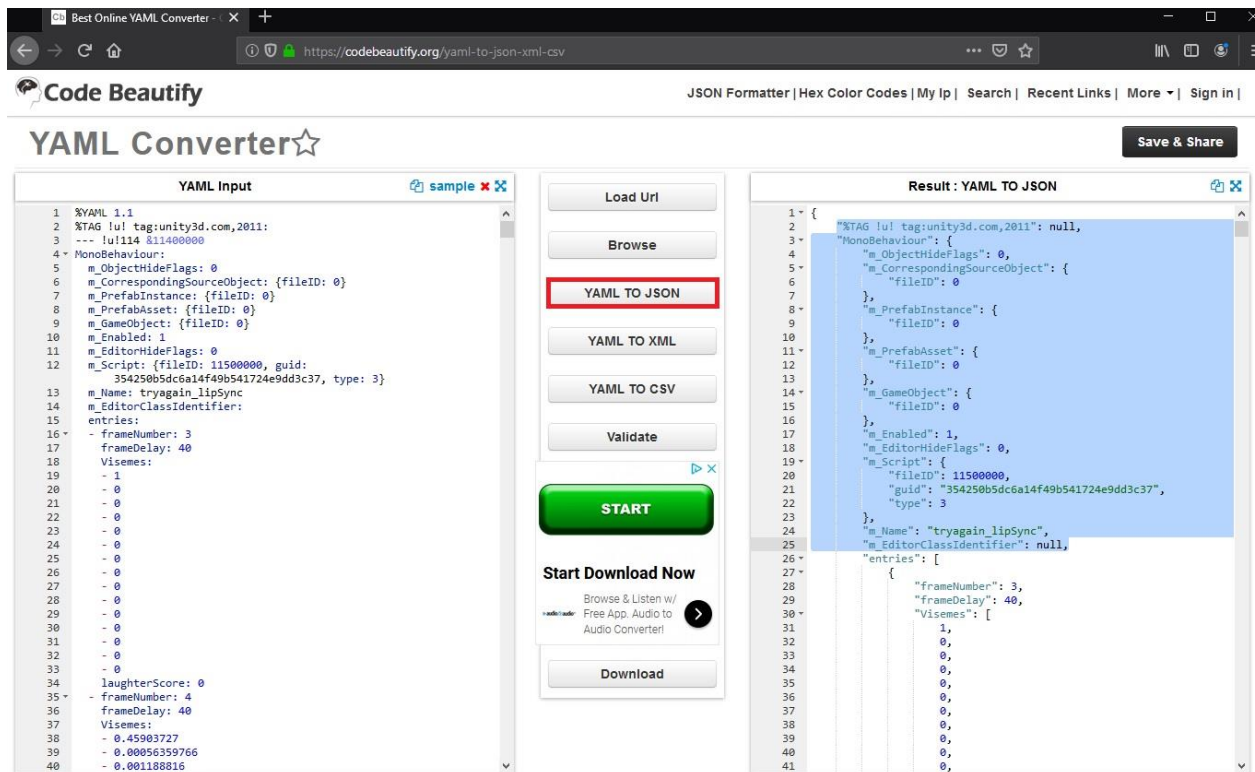 Cb Best Online YAML Converter -
https://codebeautify.org/yaml-to-json-xml-csv
Code Beautify
JSON Formatter | Hex Color Codes | My Ip | Search | Recent Links | More | Sign in |
YAML Converter
Save & Share
YAML Input
sample
1 %YAML 1.1
2 %TAG !u! tag:unity3d.com,2011:
3 --- !u!114 &11400000
4 MonoBehaviour:
5 m_ObjectHideFlags: 0
6 m_CorrespondingSourceObject: {fileID: 0}
7 m_PrefabInstance: {fileID: 0}
8 m_PrefabAsset: {fileID: 0}
9 m_GameObject: {fileID: 0}
10 m_Enabled: 1
11 m_EditorHideFlags: 0
12 m_Script: {fileID: 11500000, guid:
354250b5dc6a14f49b541724e9dd3c37, type: 3}
13 m_Name: tryagain_lipSync
14 m_EditorClassIdentifier:
15 entries:
16 - frameNumber: 3
17 frameDelay: 40
18 Visemes:
19 - 1
20 - 0
21 - 0
22 - 0
23 - 0
24 - 0
25 - 0
26 - 0
27 - 0
28 - 0
29 - 0
30 - 0
31 - 0
32 - 0
33 - 0
34 laughterScore: 0
35 - frameNumber: 4
36 frameDelay: 40
37 Visemes:
38 - 0.45903727
39 - 0.00056359766
40 - 0.001188816
Load Url
Browse
YAML TO JSON
YAML TO XML
YAML TO CSV
Validate
START
Start Download Now
Browse & Listen w/
Free App. Audio to
Audio Converter!
Download
Result : YAML TO JSON
1 {
2 "%TAG !u! tag:unity3d.com,2011": null,
3 "MonoBehaviour": {
4 "m_ObjectHideFlags": 0,
5 "m_CorrespondingSourceObject": {
6 "fileID": 0
7 },
8 "m_PrefabInstance": {
9 "fileID": 0
10 },
11 "m_PrefabAsset": {
12 "fileID": 0
13 },
14 "m_GameObject": {
15 "fileID": 0
16 },
17 "m_Enabled": 1,
18 "m_EditorHideFlags": 0,
19 "m_Script": {
20 "fileID": 11500000,
21 "guid": "354250b5dc6a14f49b541724e9dd3c37",
22 "type": 3
23 },
24 "m_Name": "tryagain_lipSync",
25 "m_EditorClassIdentifier": null,
26 "entries": [
27 {
28 "frameNumber": 3,
29 "frameDelay": 40,
30 "Visemes": [
31 1,
32 0,
33 0,
34 0,
35 0,
36 0,
37 0,
38 0,
39 0,
40 0,
41 0,